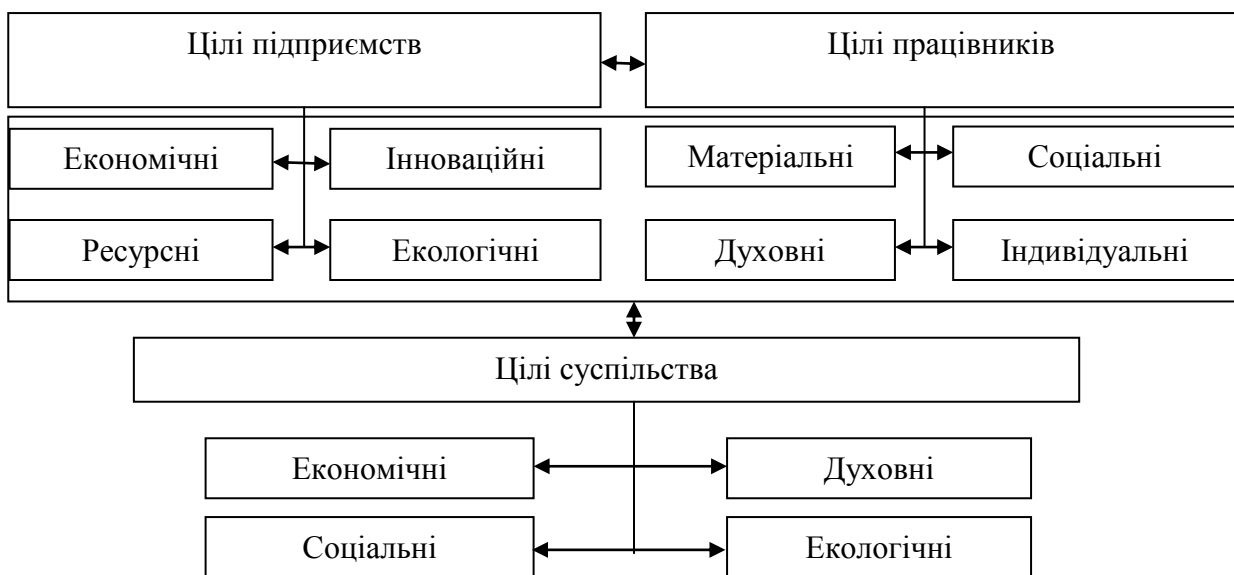 Цілі підприємств
Цілі працівників
Економічні
Інноваційні
Матеріальні
Соціальні
Ресурсні
Екологічні
Духовні
Індивідуальні
Цілі суспільства
Економічні
Духовні
Соціальні
Екологічні